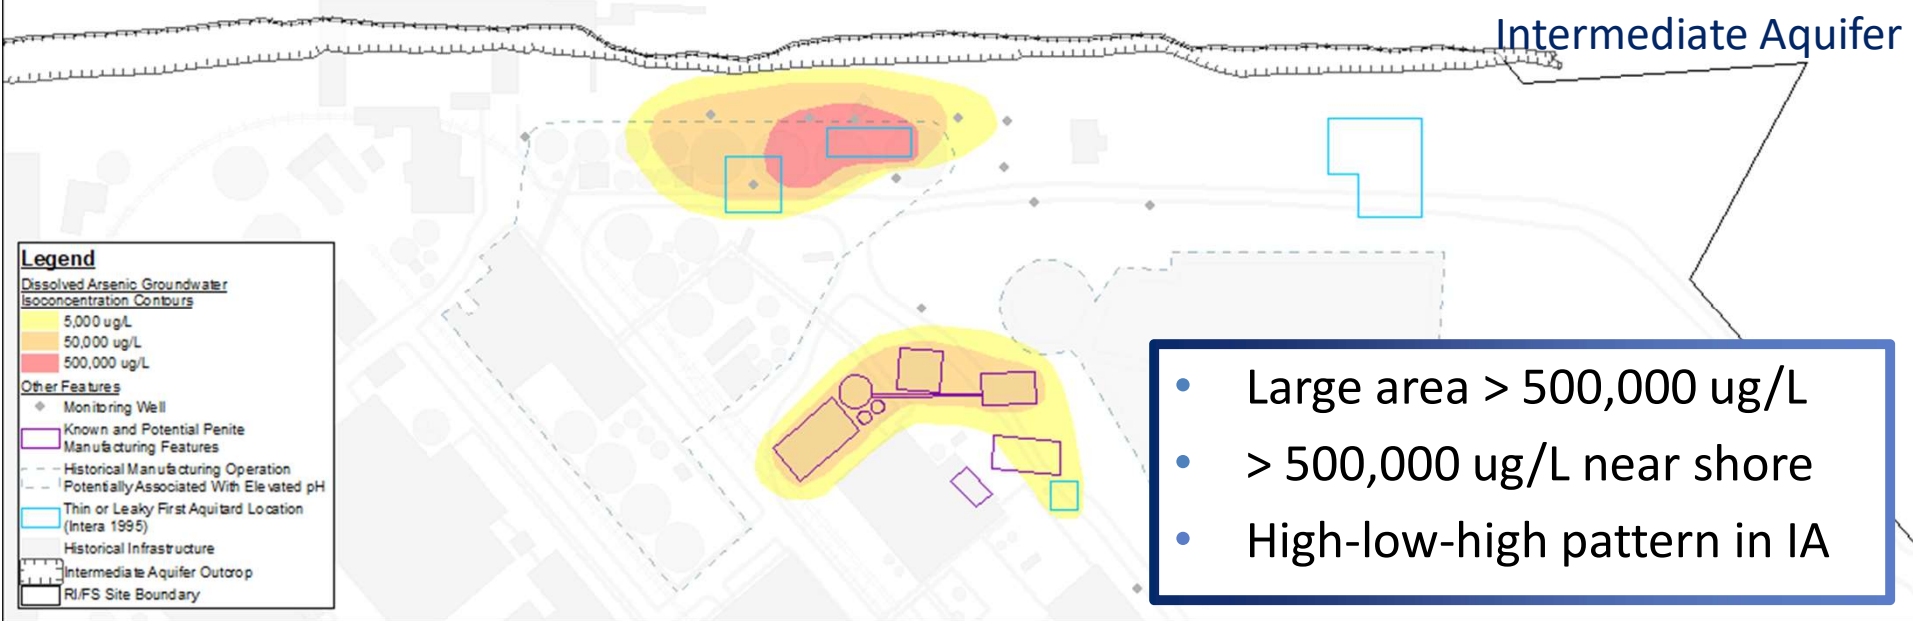 Intermediate Aquifer
Legend
Dissolved Arsenic Groundwater
Isoconcentration Contours
5,000 ug/L
50,000 ug/L
500,000 ug/L
Other Features
Monitoring Well
Known and Potential Penite
Manufacturing Features
Historical Manufacturing Operation
Potentially Associated With Elevated pH
Thin or Leaky First Aquitard Location
(Intera 1995)
Historical Infrastructure
Intermediate Aquifer Outcrop
RI/FS Site Boundary
• Large area > 500,000 ug/L
• > 500,000 ug/L near shore
• High-low-high pattern in IA